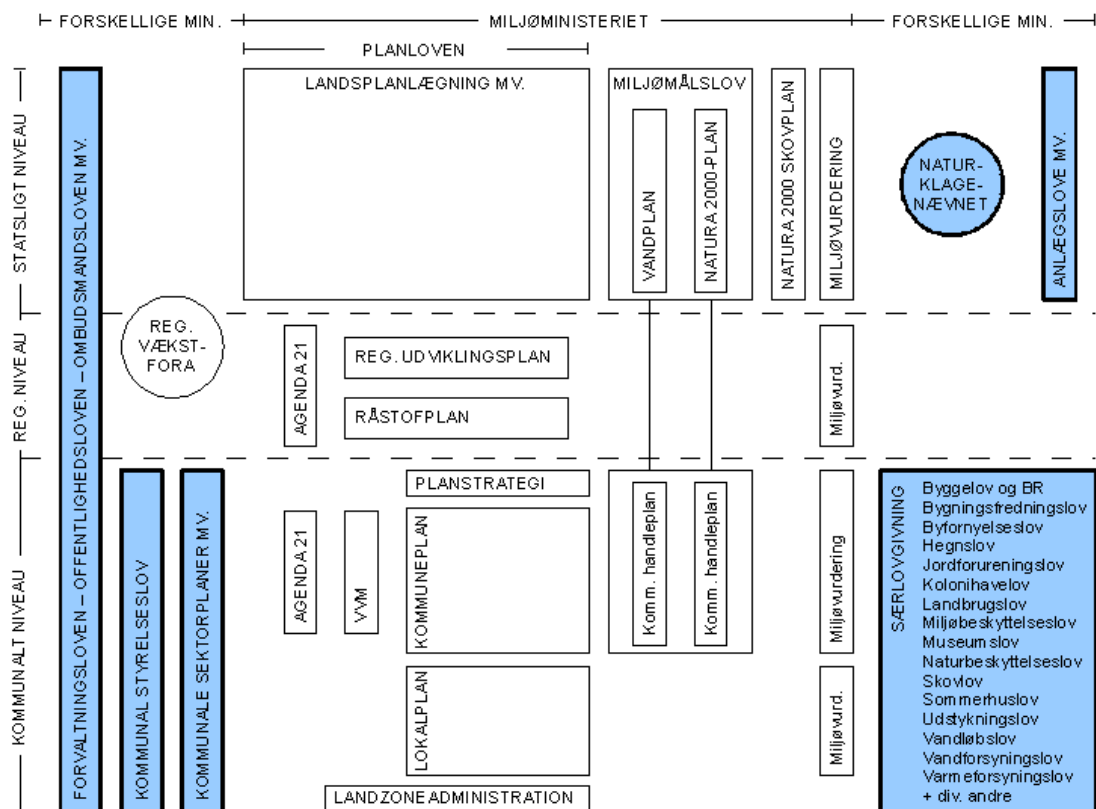 FORSKELLIGE MIN.
MILJØMINISTERIET
FORSKELLIGE MIN.
PLANLOVEN
STATSLIGT NIVEAU
REG. NIVEAU
KOMMUNALT NIVEAU
FORVALTNINGSLOVEN – OFFENTLIGHEDSLOVEN – OMBUDSMANDSLOVEN MV.
LANDSPLANLÆGNING MV.
MILJØMÅLSLOV
VANDPLAN
NATURA 2000-PLAN
NATURA 2000 SKOVPLAN
MILJØVURDERING
NATUR-
KLAGE-
NÆVNET
ANLÆGSLOVE MV.
REG.
VÆKST-
FORA
AGENDA 21
REG. UDVIKLINGSPLAN
RÅSTOFPLAN
Miljøvurd.
KOMMUNAL STYRELSESLOV
KOMMUNALE SEKTORPLANER MV.
PLANSTRATEGI
AGENDA 21
VVM
KOMMUNEPLAN
Komm. handleplan
Komm. handleplan
Miljøvurdering
LOKALPLAN
Miljøvurd.
LANDZONEADMINISTRATION
SÆRLOVGIVNING
Byggelov og BR
Bygningsfredningslov
Byfornyelseslov
Hegnslov
Jordforureningslov
Kolonihavelov
Landbrugslov
Miljøbeskyttelseslov
Museumslov
Naturbeskyttelseslov
Skovlov
Sommerhuslov
Udstykningslov
Vandløbslov
Vandforsyningslov
Varmeforsyningslov
+ div. andre